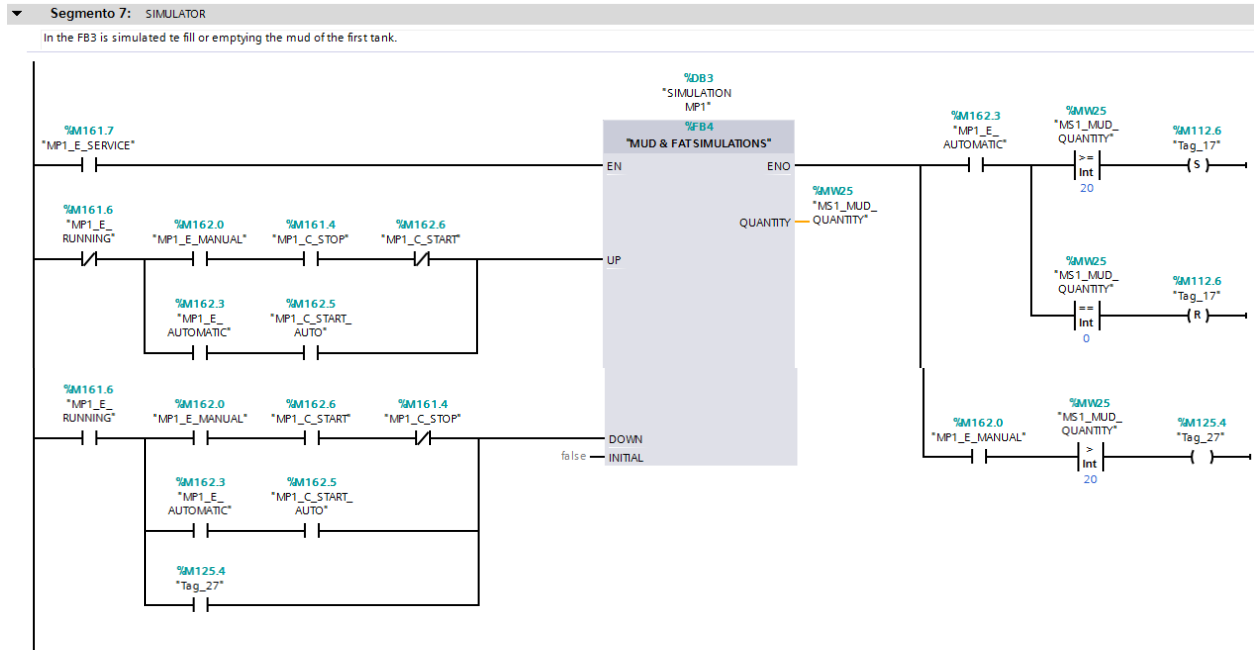 Segmento 7: SIMULATOR
In the FB3 is simulated te fill or emptying the mud of the first tank.
%DB3
"SIMULATION
MP1"
%FB4
"MUD & FAT SIMULATIONS"
EN
ENO
QUANTITY
%MW25
"MS1_MUD_
QUANTITY"
UP
DOWN
false
INITIAL
%M161.7
"MP1_E_SERVICE"
%M161.6
"MP1_E_
RUNNING"
%M162.0
"MP1_E_MANUAL"
%M161.4
"MP1_C_STOP"
%M162.6
"MP1_C_START"
%M162.3
"MP1_E_
AUTOMATIC"
%M162.5
"MP1_C_START_
AUTO"
%M161.6
"MP1_E_
RUNNING"
%M162.0
"MP1_E_MANUAL"
%M162.6
"MP1_C_START"
%M161.4
"MP1_C_STOP"
%M162.3
"MP1_E_
AUTOMATIC"
%M162.5
"MP1_C_START_
AUTO"
%M125.4
"Tag_27"
%M162.3
"MP1_E_
AUTOMATIC"
%MW25
"MS1_MUD_
QUANTITY"
>=
Int
20
%M112.6
"Tag_17"
S
%MW25
"MS1_MUD_
QUANTITY"
==
Int
0
%M112.6
"Tag_17"
R
%M162.0
"MP1_E_MANUAL"
%MW25
"MS1_MUD_
QUANTITY"
>
Int
20
%M125.4
"Tag_27"